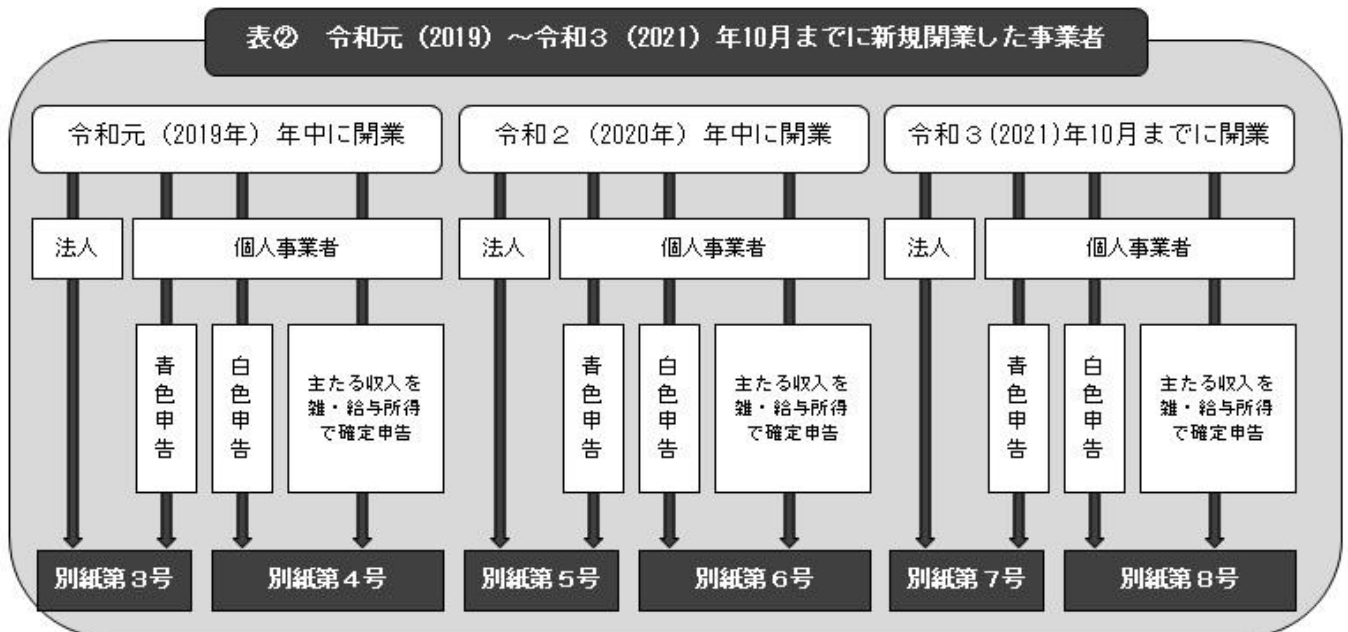 表② 令和元（2019）～令和３（2021）年10月までに新規開業した事業者
令和元（2019年）年中に開業
令和２（2020年）年中に開業
令和３(2021)年10月までに開業
法人
個人事業者
法人
個人事業者
法人
個人事業者
青色申告
白色申告
主たる収入を
雑・給与所得
で確定申告
青色申告
白色申告
主たる収入を
雑・給与所得
で確定申告
青色申告
白色申告
主たる収入を
雑・給与所得
で確定申告
別紙第３号
別紙第４号
別紙第５号
別紙第６号
別紙第７号
別紙第８号